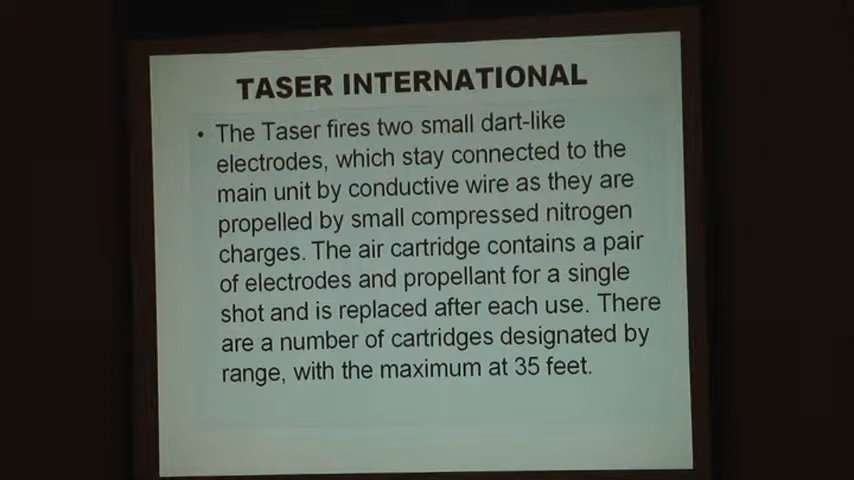 TASER INTERNATIONAL
• The Taser fires two small dart-like
electrodes, which stay connected to the
main unit by conductive wire as they are
propelled by small compressed nitrogen
charges. The air cartridge contains a pair
of electrodes and propellant for a single
shot and is replaced after each use. There
are a number of cartridges designated by
range, with the maximum at 35 feet.